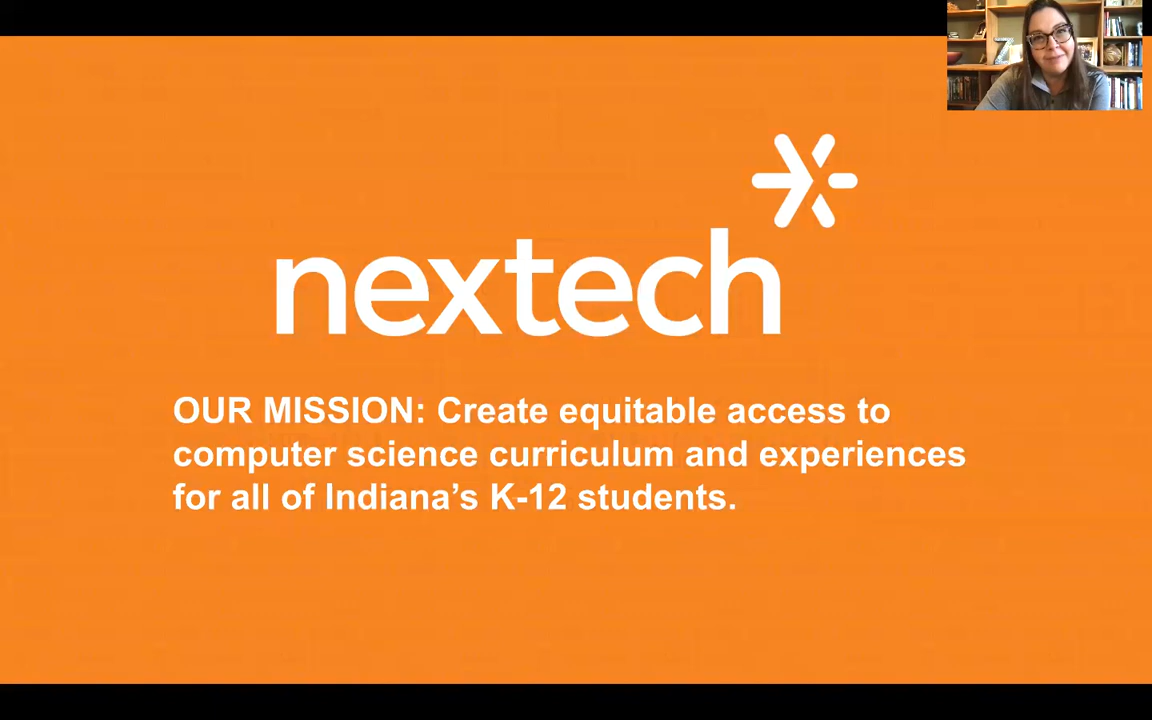 nextech
OUR MISSION: Create equitable access to
computer science curriculum and experiences
for all of Indiana’s K-12 students.